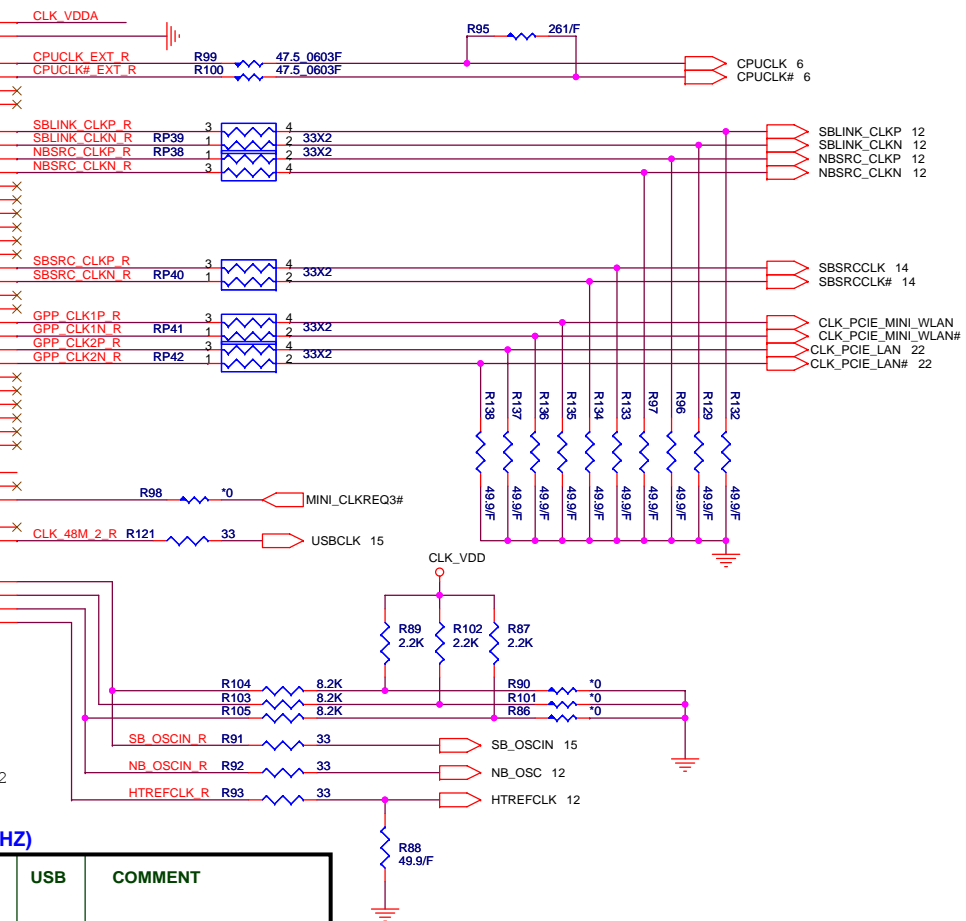 CLK_VDDA
R95 261/F
CPUCLK_EXT_R R99 47.5_0603F CPUCLK 6
CPUCLK#_EXT_R R100 47.5_0603F CPUCLK# 6
SBLINK_CLKP_R 3 4 SBLINK_CLKP 12
SBLINK_CLKN_R RP39 1 2 33X2 SBLINK_CLKN 12
NBSRC_CLKP_R RP38 1 2 33X2 NBSRC_CLKP 12
NBSRC_CLKN_R 3 4 NBSRC_CLKN 12
SBSRC_CLKP_R 3 4 SBSRCCLK 14
SBSRC_CLKN_R RP40 1 2 33X2 SBSRCCLK# 14
GPP_CLK1P_R 3 4 CLK_PCIE_MINI_WLAN
GPP_CLK1N_R RP41 1 2 33X2 CLK_PCIE_MINI_WLAN#
GPP_CLK2P_R 3 4 CLK_PCIE_LAN 22
GPP_CLK2N_R RP42 1 2 33X2 CLK_PCIE_LAN# 22
R138 R137 R136 R135 R134 R133 R97 R96 R129 R132
49.9/F 49.9/F 49.9/F 49.9/F 49.9/F 49.9/F 49.9/F 49.9/F 49.9/F 49.9/F
R98 *0 MINI_CLKREQ3#
CLK_48M_2_R R121 33 USBCLK 15
CLK_VDD
R89 R102 R87
2.2K 2.2K 2.2K
R104 8.2K R90 *0
R103 8.2K R101 *0
R105 8.2K R86 *0
SB_OSCIN_R R91 33 SB_OSCIN 15
NB_OSCIN_R R92 33 NB_OSC 12
2
HTREFCLK_R R93 33 HTREFCLK 12
HZ)
R88
49.9/F
USB COMMENT